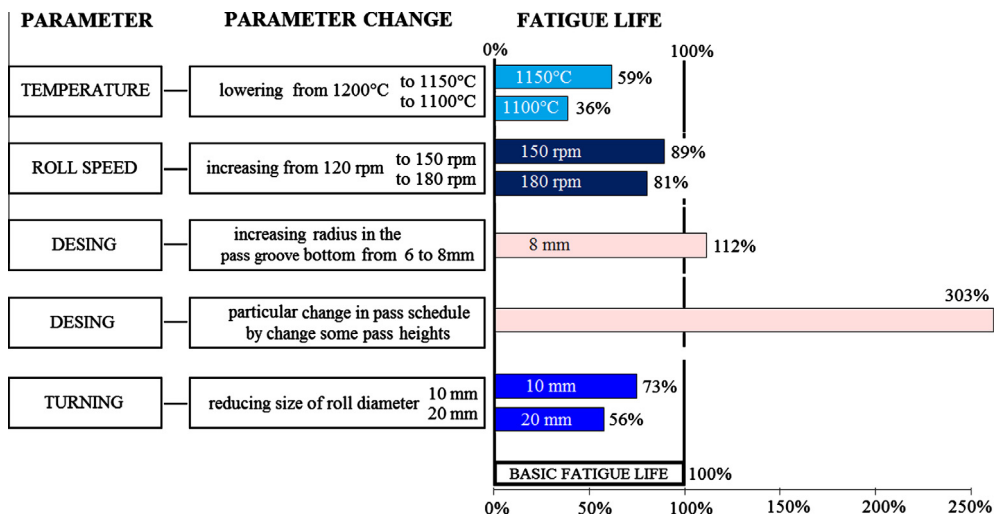 PARAMETER PARAMETER CHANGE FATIGUE LIFE
0% 100%
TEMPERATURE lowering from 1200°C to 1150°C 1150°C 59%
to 1100°C 1100°C 36%
ROLL SPEED increasing from 120 rpm to 150 rpm 150 rpm 89%
to 180 rpm 180 rpm 81%
DESING increasing radius in the
pass groove bottom from 6 to 8mm 8 mm 112%
303%
DESING particular change in pass schedule
by change some pass heights
TURNING reducing size of roll diameter 10 mm 10 mm 73%
20 mm 20 mm 56%
BASIC FATIGUE LIFE 100%
0% 50% 100% 150% 200% 250%